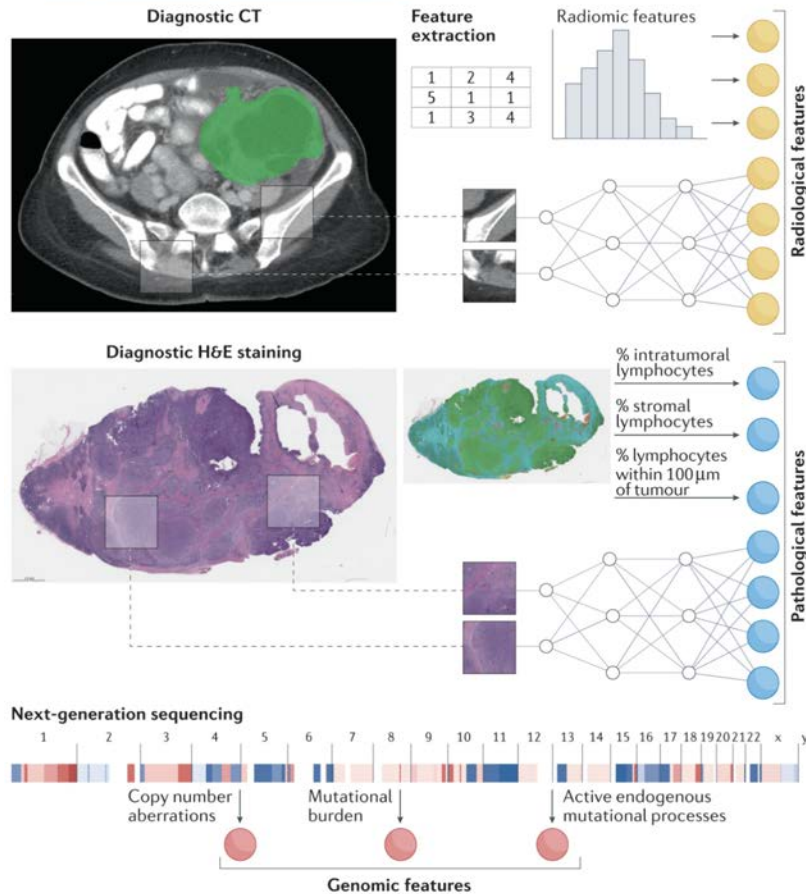 Diagnostic CT
Feature
extraction
Radiomic features
1 2 4
5 1 1
1 3 4
Radiological features
Diagnostic H&E staining
% intratumoral
lymphocytes
% stromal
lymphocytes
% lymphocytes
within 100 μm
of tumour
Pathological features
Next-generation sequencing
1 2 3 4 5 6 7 8 9 10 11 12 13 14 15 16 17 18 19 20 21 22 x y
Copy number
aberrations
Mutational
burden
Active endogenous
mutational processes
Genomic features